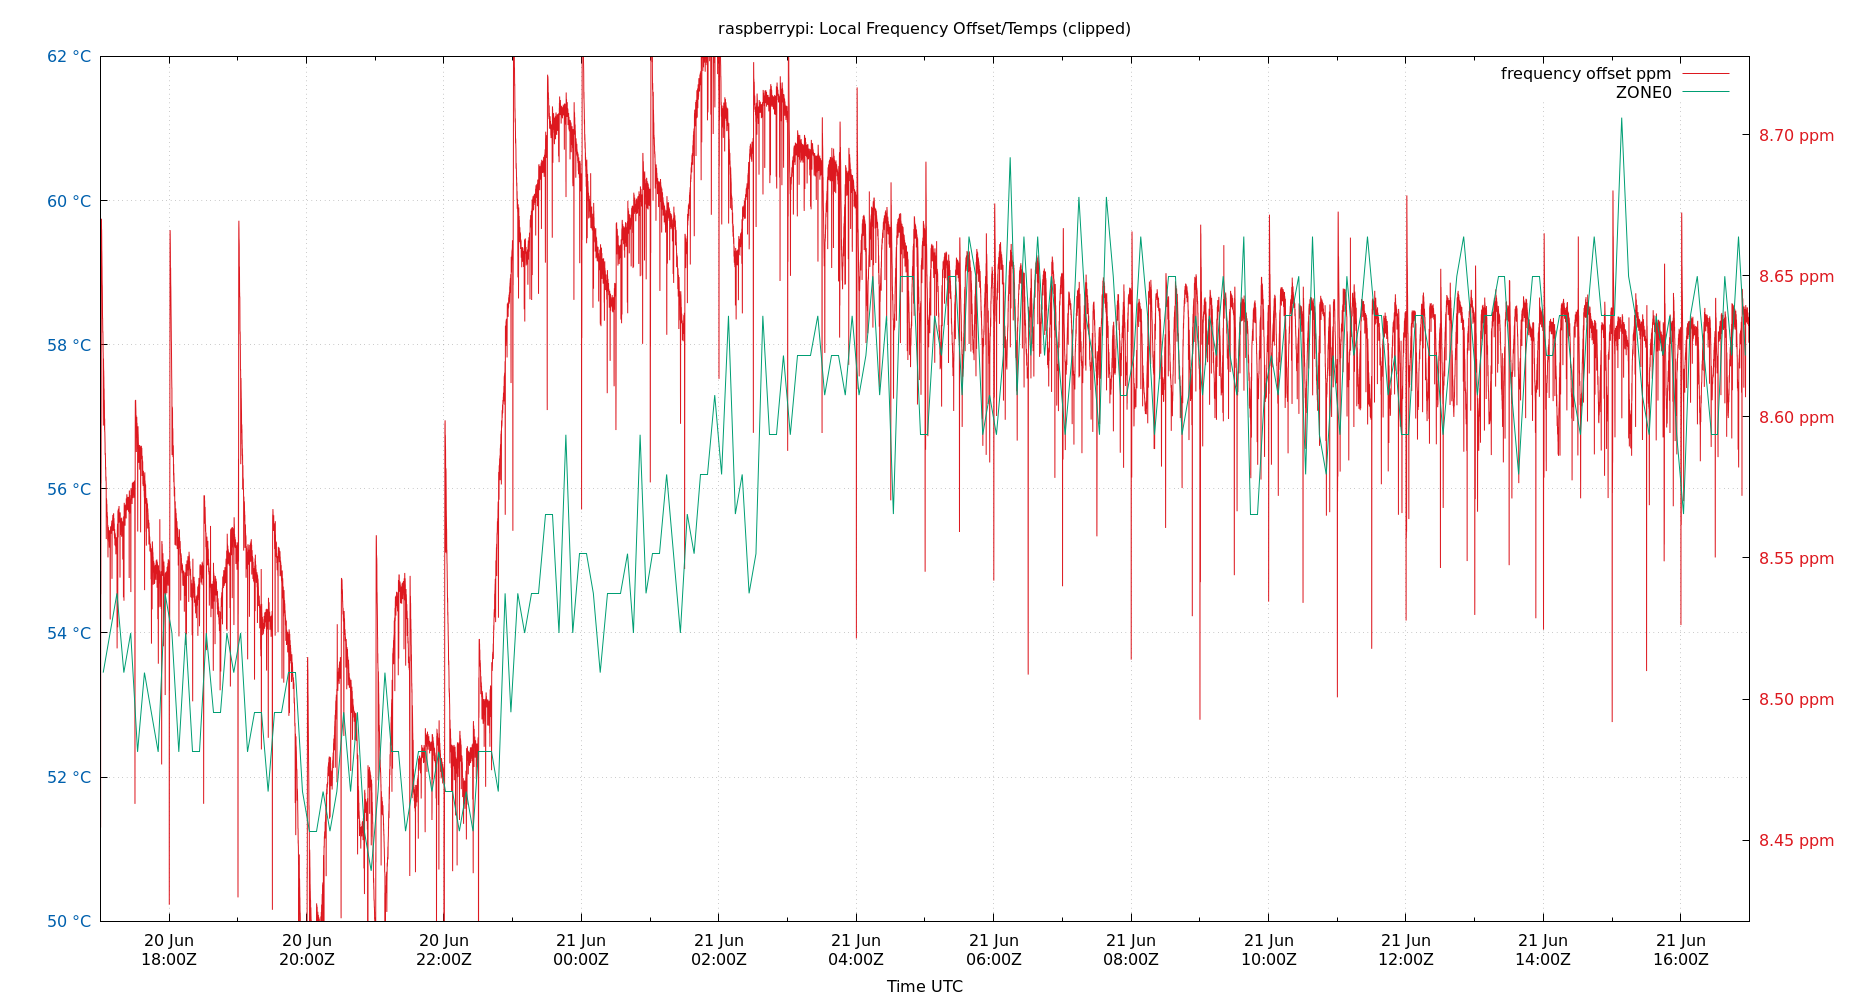 raspberrypi: Local Frequency Offset/Temps (clipped)
frequency offset ppm
ZONE0
62 °C
60 °C
58 °C
56 °C
54 °C
52 °C
50 °C
8.70 ppm
8.65 ppm
8.60 ppm
8.55 ppm
8.50 ppm
8.45 ppm
20 Jun
18:00Z
20 Jun
20:00Z
20 Jun
22:00Z
21 Jun
00:00Z
21 Jun
02:00Z
21 Jun
04:00Z
21 Jun
06:00Z
21 Jun
08:00Z
21 Jun
10:00Z
21 Jun
12:00Z
21 Jun
14:00Z
21 Jun
16:00Z
Time UTC